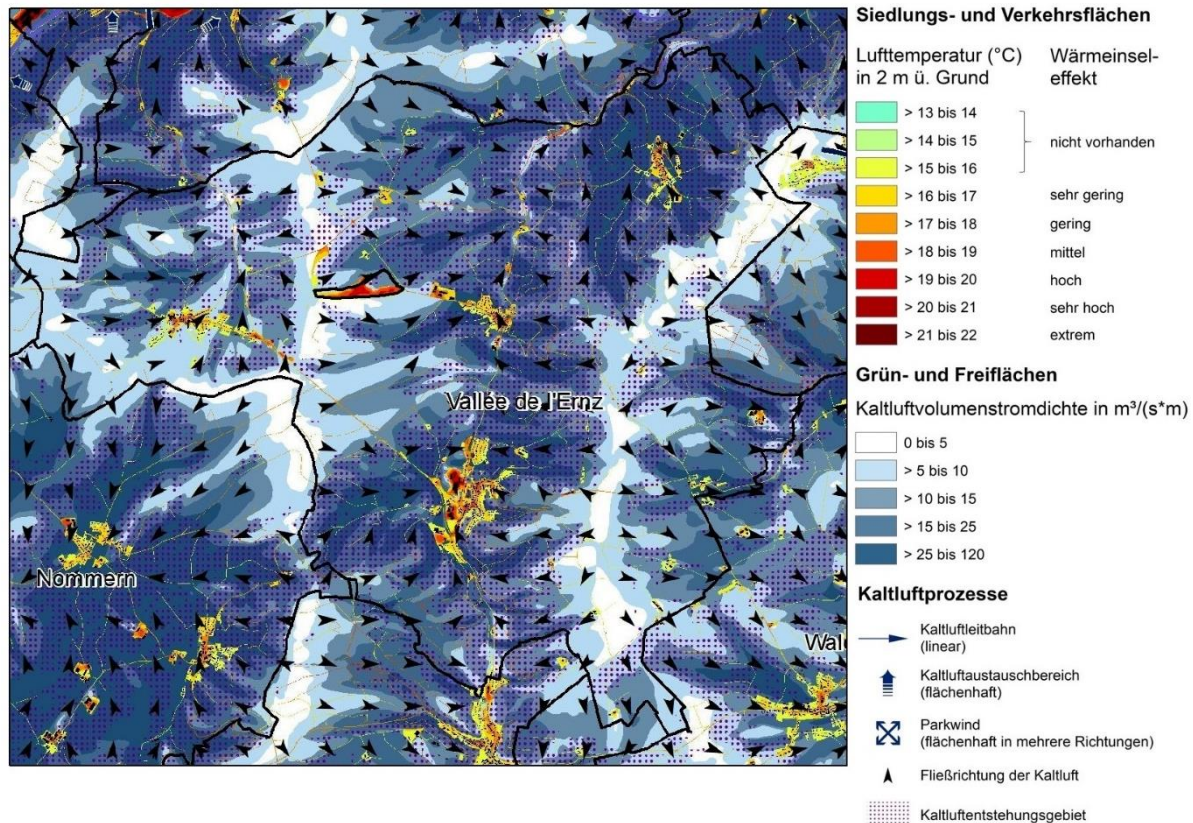 Siedlungs- und Verkehrsflächen
Lufttemperatur (°C)
in 2 m ü. Grund
Wärmeinsel-
effekt
> 13 bis 14
> 14 bis 15
nicht vorhanden
> 15 bis 16
> 16 bis 17 sehr gering
> 17 bis 18 gering
> 18 bis 19 mittel
> 19 bis 20 hoch
> 20 bis 21 sehr hoch
> 21 bis 22 extrem
Grün- und Freiflächen
Kaltluftvolumenstromdichte in m³/(s*m)
0 bis 5
> 5 bis 10
> 10 bis 15
> 15 bis 25
> 25 bis 120
Kaltluftprozesse
Kaltluftleitbahn
(linear)
Kaltluftaustauschbereich
(flächenhaft)
Parkwind
(flächenhaft in mehrere Richtungen)
Fließrichtung der Kaltluft
Kaltluftentstehungsgebiet
Vallée de l'Ernz
Nommern
Wal